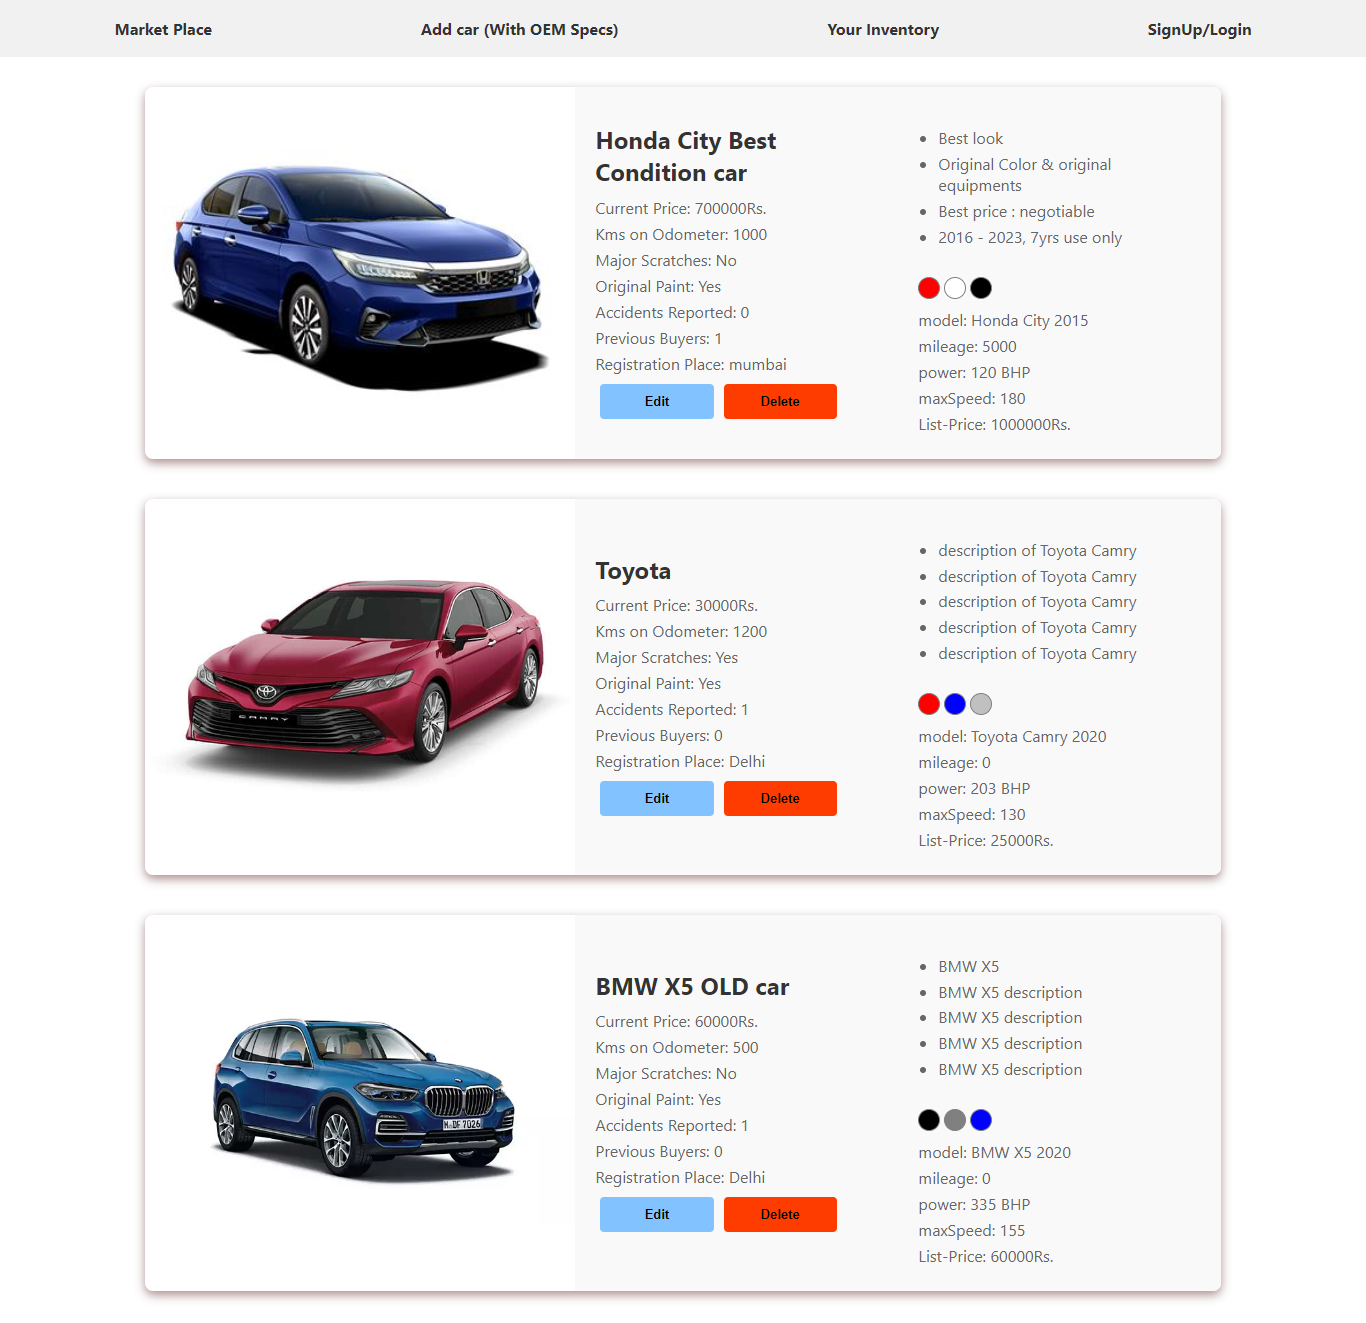 Market Place
Add car (With OEM Specs)
Your Inventory
SignUp/Login
Honda City Best
Condition car
Current Price: 700000Rs.
Kms on Odometer: 1000
Major Scratches: No
Original Paint: Yes
Accidents Reported: 0
Previous Buyers: 1
Registration Place: mumbai
Edit
Delete
Best look
Original Color & original
equipments
Best price : negotiable
2016 - 2023, 7yrs use only
model: Honda City 2015
mileage: 5000
power: 120 BHP
maxSpeed: 180
List-Price: 1000000Rs.
CAMRY
Toyota
Current Price: 30000Rs.
Kms on Odometer: 1200
Major Scratches: Yes
Original Paint: Yes
Accidents Reported: 1
Previous Buyers: 0
Registration Place: Delhi
Edit
Delete
description of Toyota Camry
description of Toyota Camry
description of Toyota Camry
description of Toyota Camry
description of Toyota Camry
model: Toyota Camry 2020
mileage: 0
power: 203 BHP
maxSpeed: 130
List-Price: 25000Rs.
M DF 7026
BMW X5 OLD car
Current Price: 60000Rs.
Kms on Odometer: 500
Major Scratches: No
Original Paint: Yes
Accidents Reported: 1
Previous Buyers: 0
Registration Place: Delhi
Edit
Delete
BMW X5
BMW X5 description
BMW X5 description
BMW X5 description
BMW X5 description
model: BMW X5 2020
mileage: 0
power: 335 BHP
maxSpeed: 155
List-Price: 60000Rs.